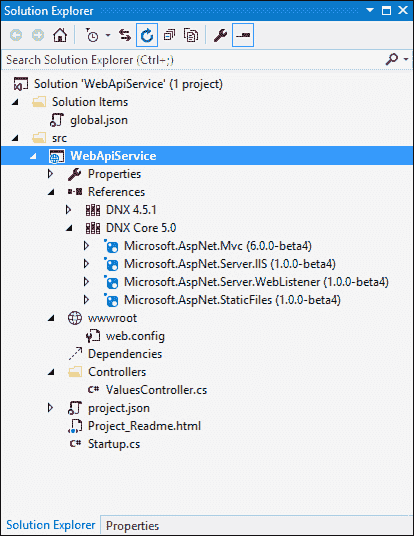 Solution Explorer
Search Solution Explorer (Ctrl+;)
Solution 'WebApiService' (1 project)
Solution Items
global.json
src
WebApiService
Properties
References
DNX 4.5.1
DNX Core 5.0
Microsoft.AspNet.Mvc (6.0.0-beta4)
Microsoft.AspNet.Server.IIS (1.0.0-beta4)
Microsoft.AspNet.Server.WebListener (1.0.0-beta4)
Microsoft.AspNet.StaticFiles (1.0.0-beta4)
wwwroot
web.config
Dependencies
Controllers
C# ValuesController.cs
project.json
Project_Readme.html
C# Startup.cs
Solution Explorer Properties